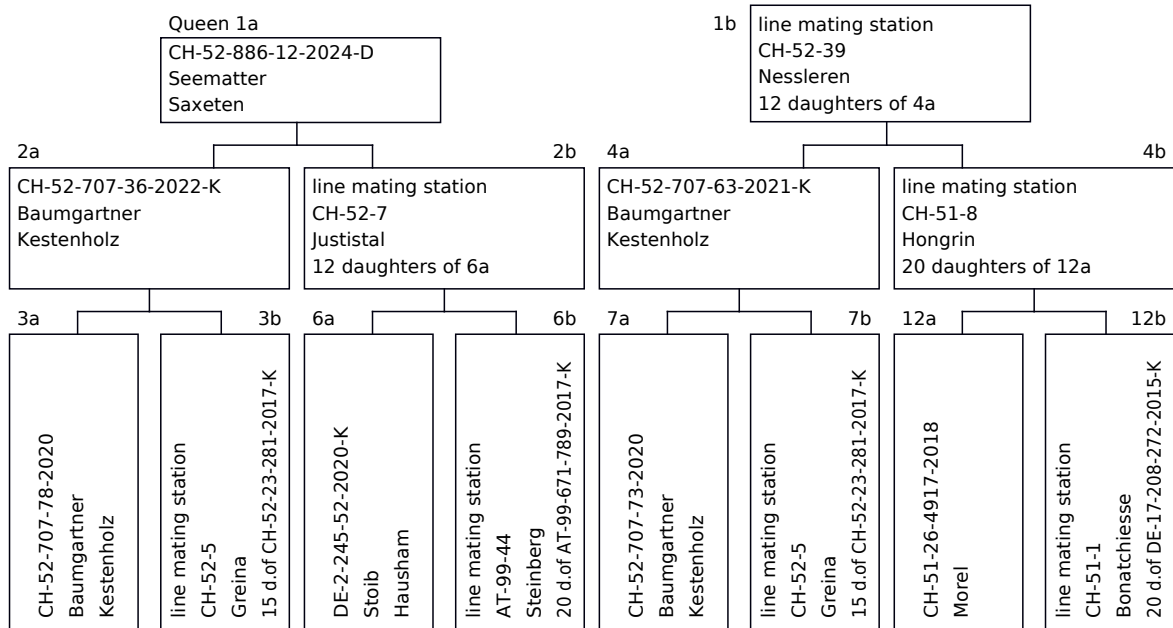 Queen 1a
CH-52-886-12-2024-D
Seematter
Saxeten
1b
line mating station
CH-52-39
Nessleren
12 daughters of 4a
2a
CH-52-707-36-2022-K
Baumgartner
Kestenholz
2b
line mating station
CH-52-7
Justistal
12 daughters of 6a
4a
CH-52-707-63-2021-K
Baumgartner
Kestenholz
4b
line mating station
CH-51-8
Hongrin
20 daughters of 12a
3a
CH-52-707-78-2020
Baumgartner
Kestenholz
3b
line mating station
CH-52-5
Greina
15 d.of CH-52-23-281-2017-K
6a
DE-2-245-52-2020-K
Stoib
Hausham
6b
line mating station
AT-99-44
Steinberg
20 d.of AT-99-671-789-2017-K
7a
CH-52-707-73-2020
Baumgartner
Kestenholz
7b
line mating station
CH-52-5
Greina
15 d.of CH-52-23-281-2017-K
12a
CH-51-26-4917-2018
Morel
12b
line mating station
CH-51-1
Bonatchiesse
20 d.of DE-17-208-272-2015-K